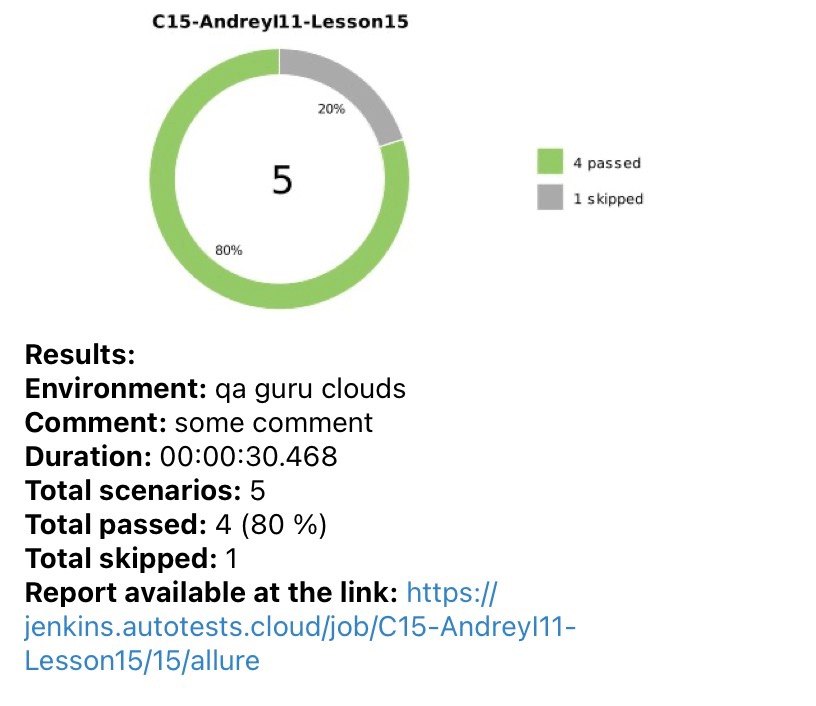 C15-AndreyI11-Lesson15
20%
5
80%
4 passed
1 skipped
Results:
Environment: qa guru clouds
Comment: some comment
Duration: 00:00:30.468
Total scenarios: 5
Total passed: 4 (80 %)
Total skipped: 1
Report available at the link: https://
jenkins.autotests.cloud/job/C15-AndreyI11-
Lesson15/15/allure